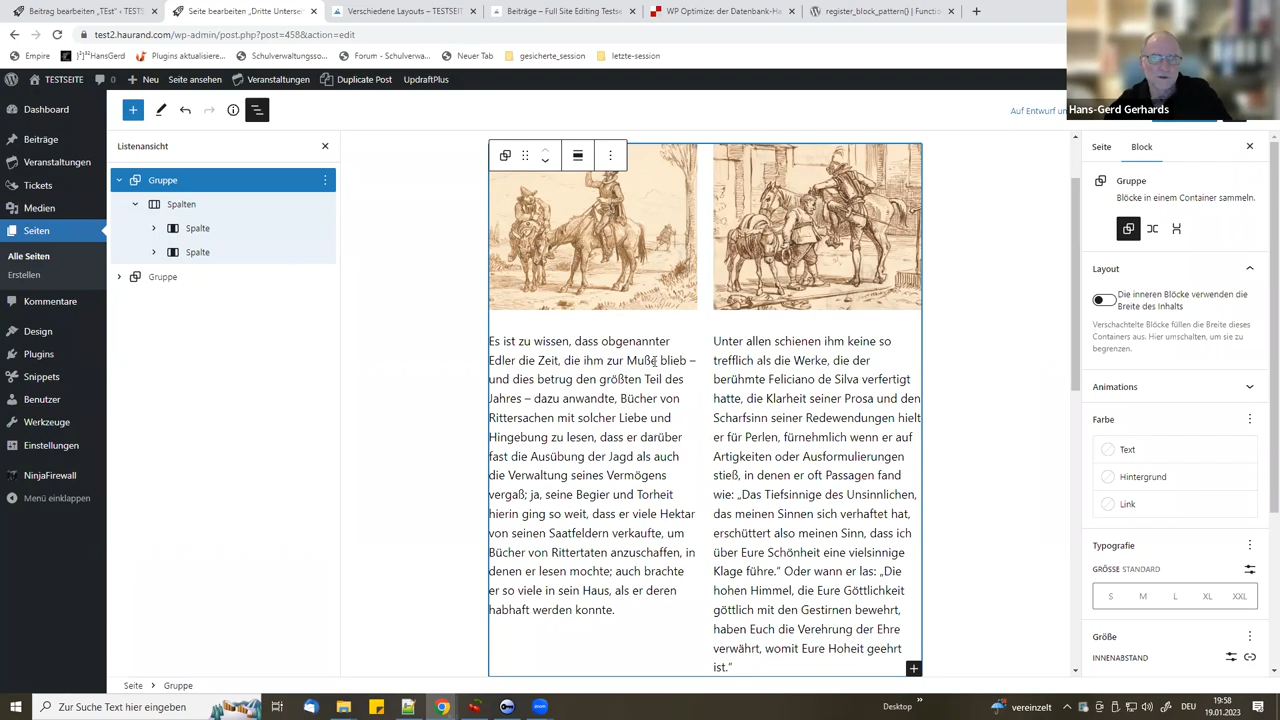 Beitrag bearbeiten „TEst“
Seite bearbeiten „Dritte Untersei
Verschiedene Layouts – TESTSEIT
Beiträge – Full Site Editing Testse
WP Optimize: der Datenbank-Ha
register_block_pattern() | Functio
test2.haurand.com/wp-admin/post.php?post=458&action=edit
Empire
HansGerd
Plugins aktualisiere...
Schulverwaltungsso...
Forum - Schulverwa...
Neuer Tab
gesicherte_session
letzte-session
TESTSEITE
0
Neu
Seite ansehen
Veranstaltungen
Duplicate Post
UpdraftPlus
Hans-Gerd Gerhards
Dashboard
Beiträge
Veranstaltungen
Tickets
Medien
Seiten
Alle Seiten
Erstellen
Kommentare
Design
Plugins
Snippets
Benutzer
Werkzeuge
Einstellungen
NinjaFirewall
Menü einklappen
Auf Entwurf um
Listenansicht
Gruppe
Spalten
Spalte
Spalte
Gruppe
Es ist zu wissen, dass obgenannter
Edler die Zeit, die ihm zur Muße blieb –
und dies betrug den größten Teil des
Jahres – dazu anwandte, Bücher von
Rittersachen mit solcher Liebe und
Hingebung zu lesen, dass er darüber
fast die Ausübung der Jagd als auch
die Verwaltung seines Vermögens
vergaß; ja, seine Begier und Torheit
hierin ging so weit, dass er viele Hektar
von seinen Saatfeldern verkaufte, um
Bücher von Rittertaten anzuschaffen, in
denen er lesen mochte; auch brachte
er so viele in sein Haus, als er deren
habhaft werden konnte.
Unter allen schienen ihm keine so
trefflich als die Werke, die der
berühmte Feliciano de Silva verfertigt
hatte, die Klarheit seiner Prosa und den
Scharfsinn seiner Redewendungen hielt
er für Perlen, fürnehmlich wenn er auf
Artigkeiten oder Ausformulierungen
stieß, in denen er oft Passagen fand
wie: „Das Tiefsinnige des Unsinnlichen,
das meinen Sinnen sich verhaftet hat,
erschüttert also meinen Sinn, dass ich
über Eure Schönheit eine vielsinnige
Klage führe.“ Oder wann er las: „Die
hohen Himmel, die Eure Göttlichkeit
göttlich mit den Gestirnen bewehrt,
haben Euch die Verehrung der Ehre
verwährt, womit Eure Hoheit geehrt
ist.“
Seite
Block
Gruppe
Blöcke in einem Container sammeln.
Layout
Die inneren Blöcke verwenden die
Breite des Inhalts
Verschachtelte Blöcke füllen die Breite dieses
Containers aus. Hier umschalten, um sie zu
begrenzen.
Animations
Farbe
Text
Hintergrund
Link
Typografie
GRÖSSE STANDARD
S M L XL XXL
Größe
INNENABSTAND
Seite
Gruppe
Zur Suche Text hier eingeben
Desktop
vereinzelt
DEU
19:58
19.01.2023